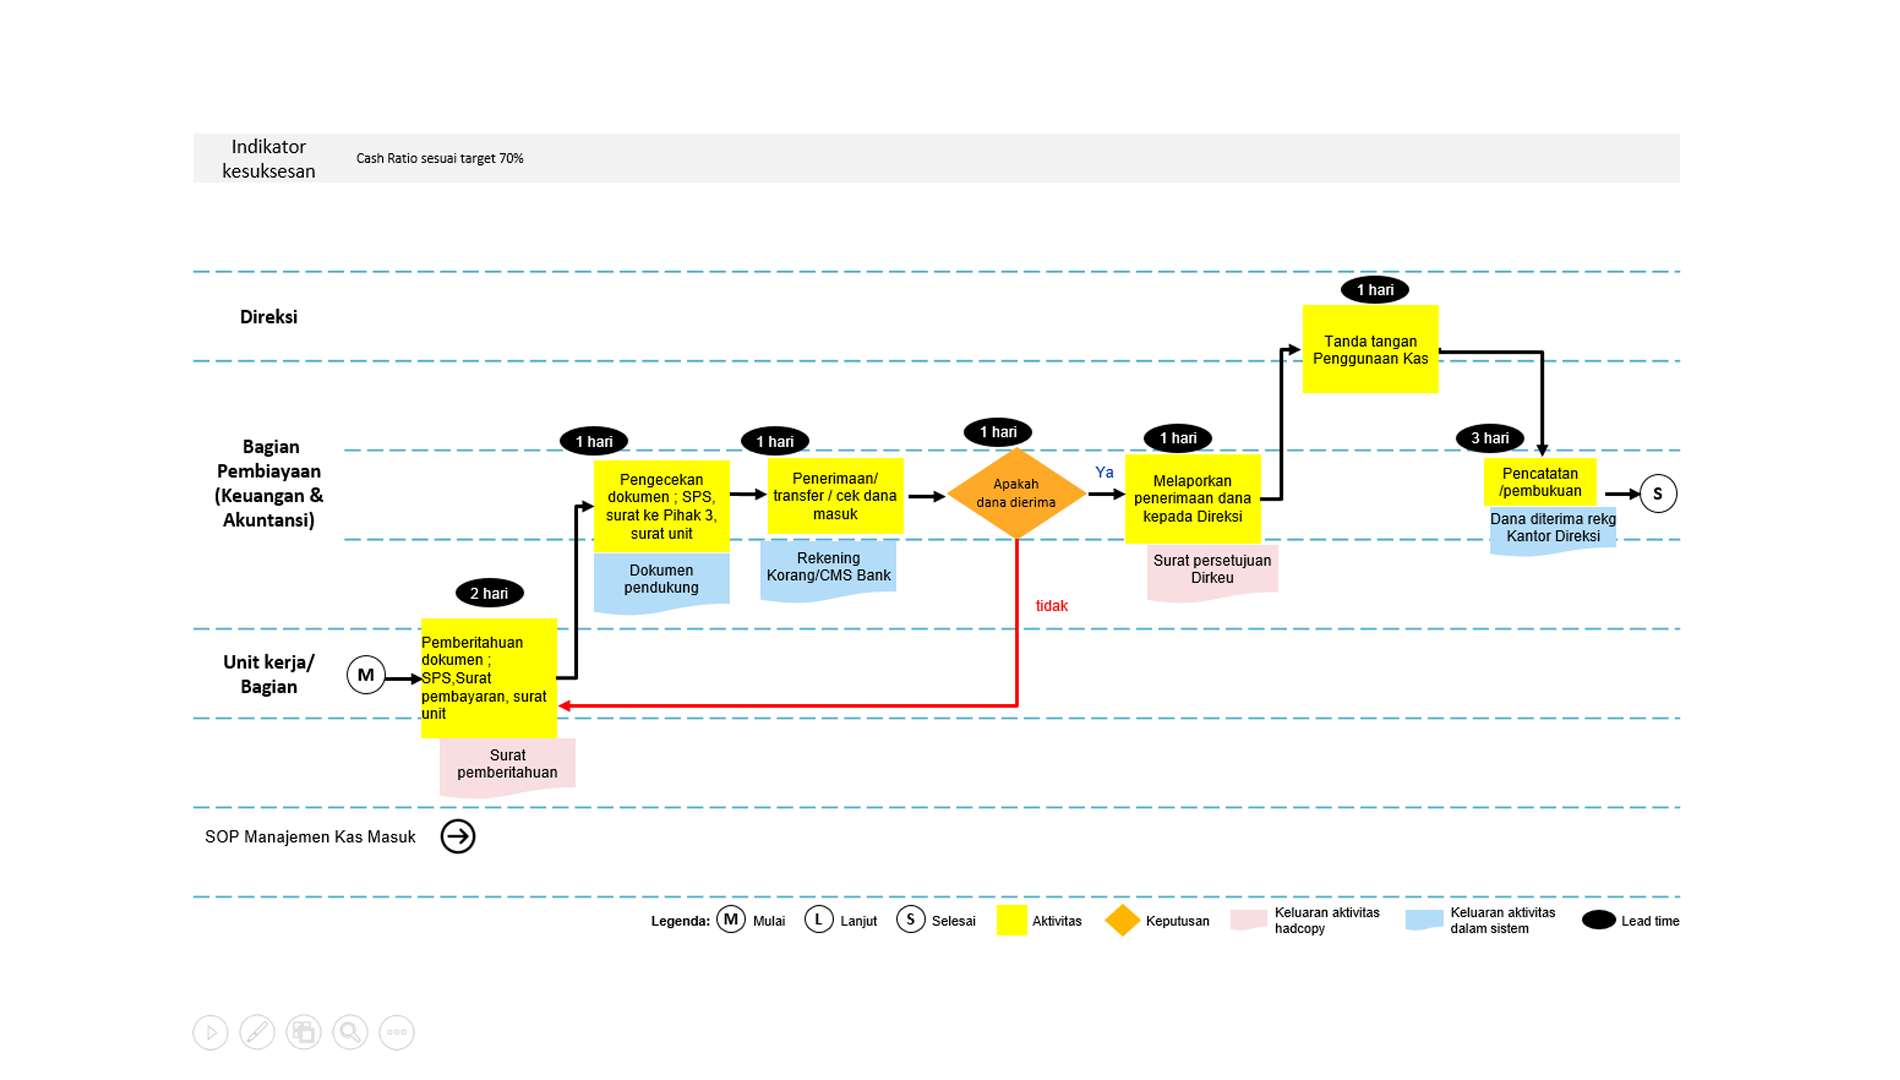 Indikator
kesuksesan
Cash Ratio sesuai target 70%
1 hari
Direksi
Tanda tangan
Penggunaan Kas
Bagian
Pembiayaan
(Keuangan &
Akuntansi)
1 hari
1 hari
1 hari
1 hari
3 hari
Pengecekan
dokumen ; SPS,
surat ke Pihak 3,
surat unit
Dokumen
pendukung
Penerimaan/
transfer / cek dana
masuk
Rekening
Korang/CMS Bank
Apakah
dana dierima
Ya
tidak
Melaporkan
penerimaan dana
kepada Direksi
Surat persetujuan
Dirkeu
Pencatatan
/pembukuan
Dana diterima rekg
Kantor Direksi
S
2 hari
Unit kerja/
Bagian
M
Pemberitahuan
dokumen ;
SPS,Surat
pembayaran, surat
unit
Surat
pemberitahuan
SOP Manajemen Kas Masuk
Legenda:
M
Mulai
L
Lanjut
S
Selesai
Aktivitas
Keputusan
Keluaran aktivitas
hadcopy
Keluaran aktivitas
dalam sistem
Lead time